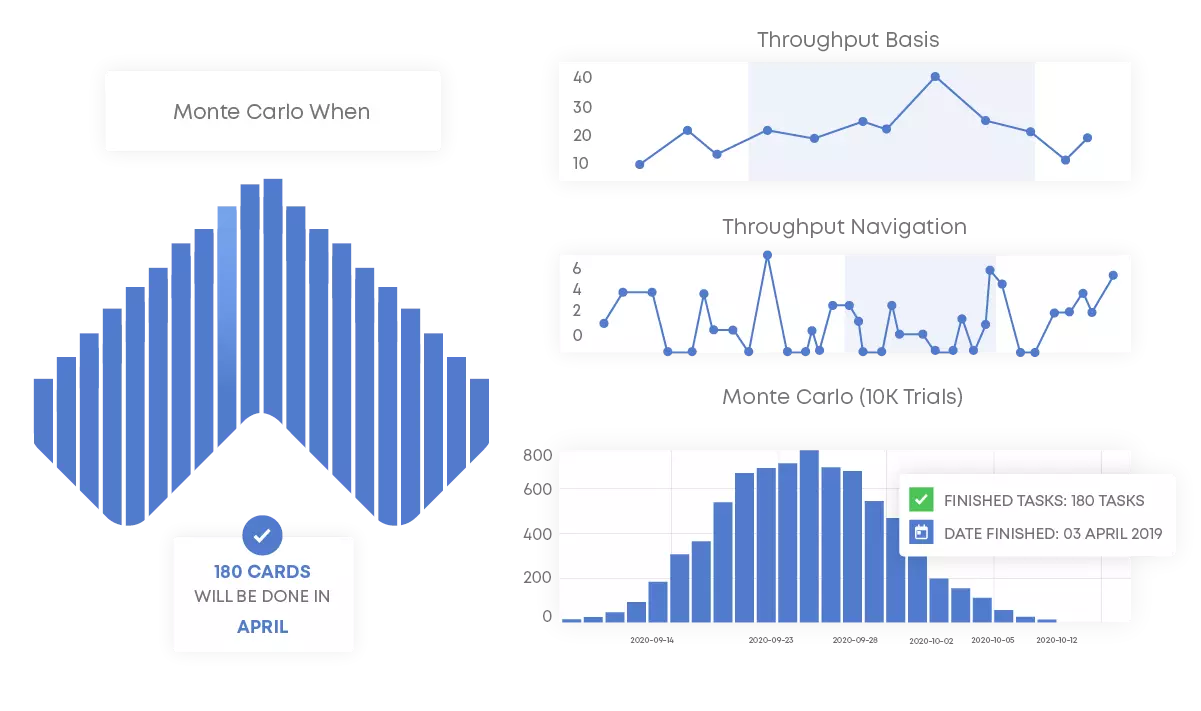 Monte Carlo When
180 CARDS
WILL BE DONE IN
APRIL
Throughput Basis
40
30
20
10
Throughput Navigation
6
4
2
0
Monte Carlo (10K Trials)
800
600
400
200
0
FINISHED TASKS: 180 TASKS
DATE FINISHED: 03 APRIL 2019
2020-09-14 2020-09-23 2020-09-28 2020-10-02 2020-10-05 2020-10-12